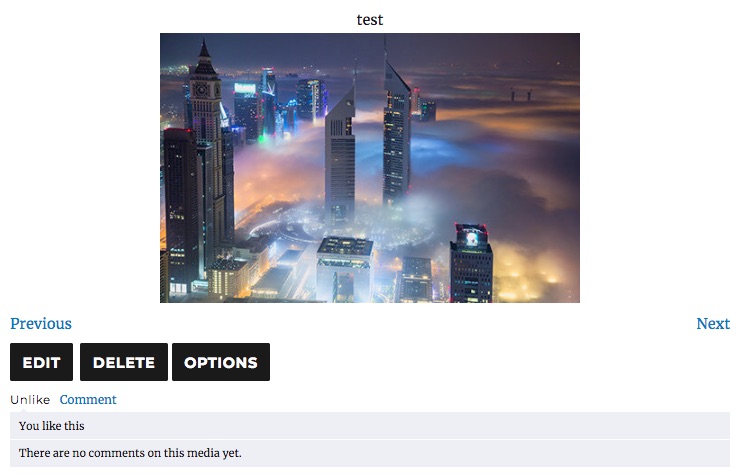 test
Previous
Next
EDIT DELETE OPTIONS
Unlike Comment
You like this
There are no comments on this media yet.